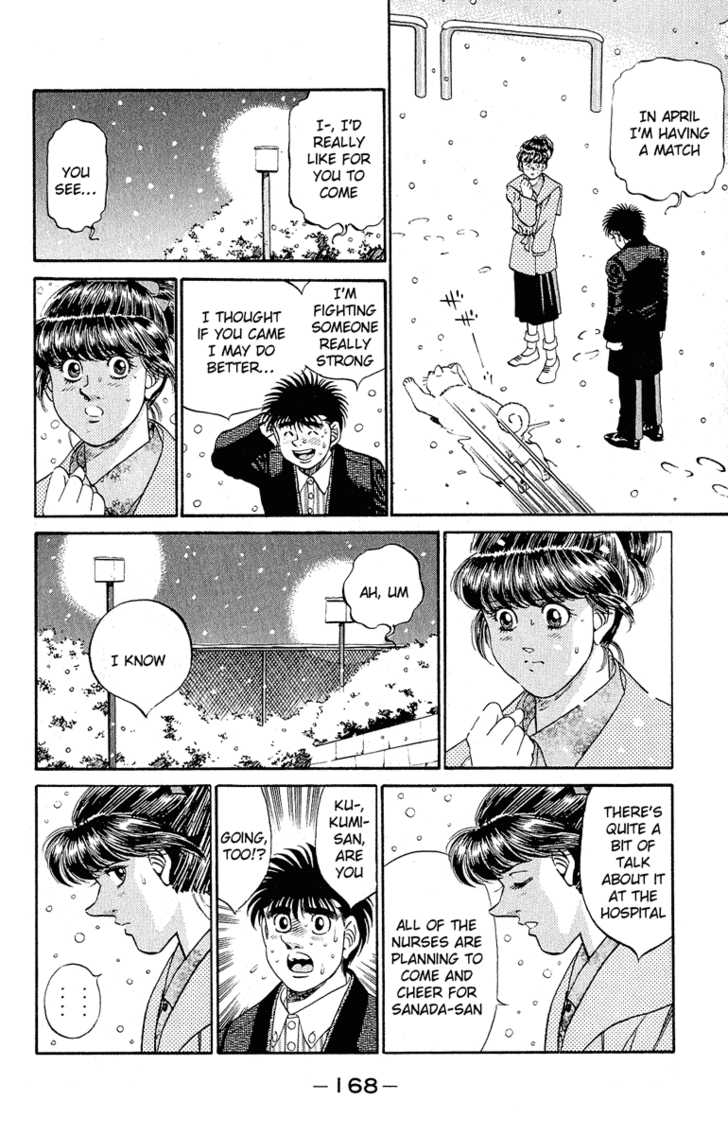 IN APRIL
I'M HAVING
A MATCH
I-, I'D
REALLY
LIKE FOR
YOU TO
COME
YOU
SEE...
I'M
FIGHTING
SOMEONE
REALLY
STRONG
I THOUGHT
IF YOU CAME
I MAY DO
BETTER...
ザザ
AH, UM
I KNOW
THERE'S
QUITE A
BIT OF
TALK
ABOUT IT
AT THE
HOSPITAL
ALL OF THE
NURSES ARE
PLANNING TO
COME AND
CHEER FOR
SANADA-SAN
KU-,
KUMI-
SAN,
ARE
YOU
GOING,
TOO!?
......
- 168 -